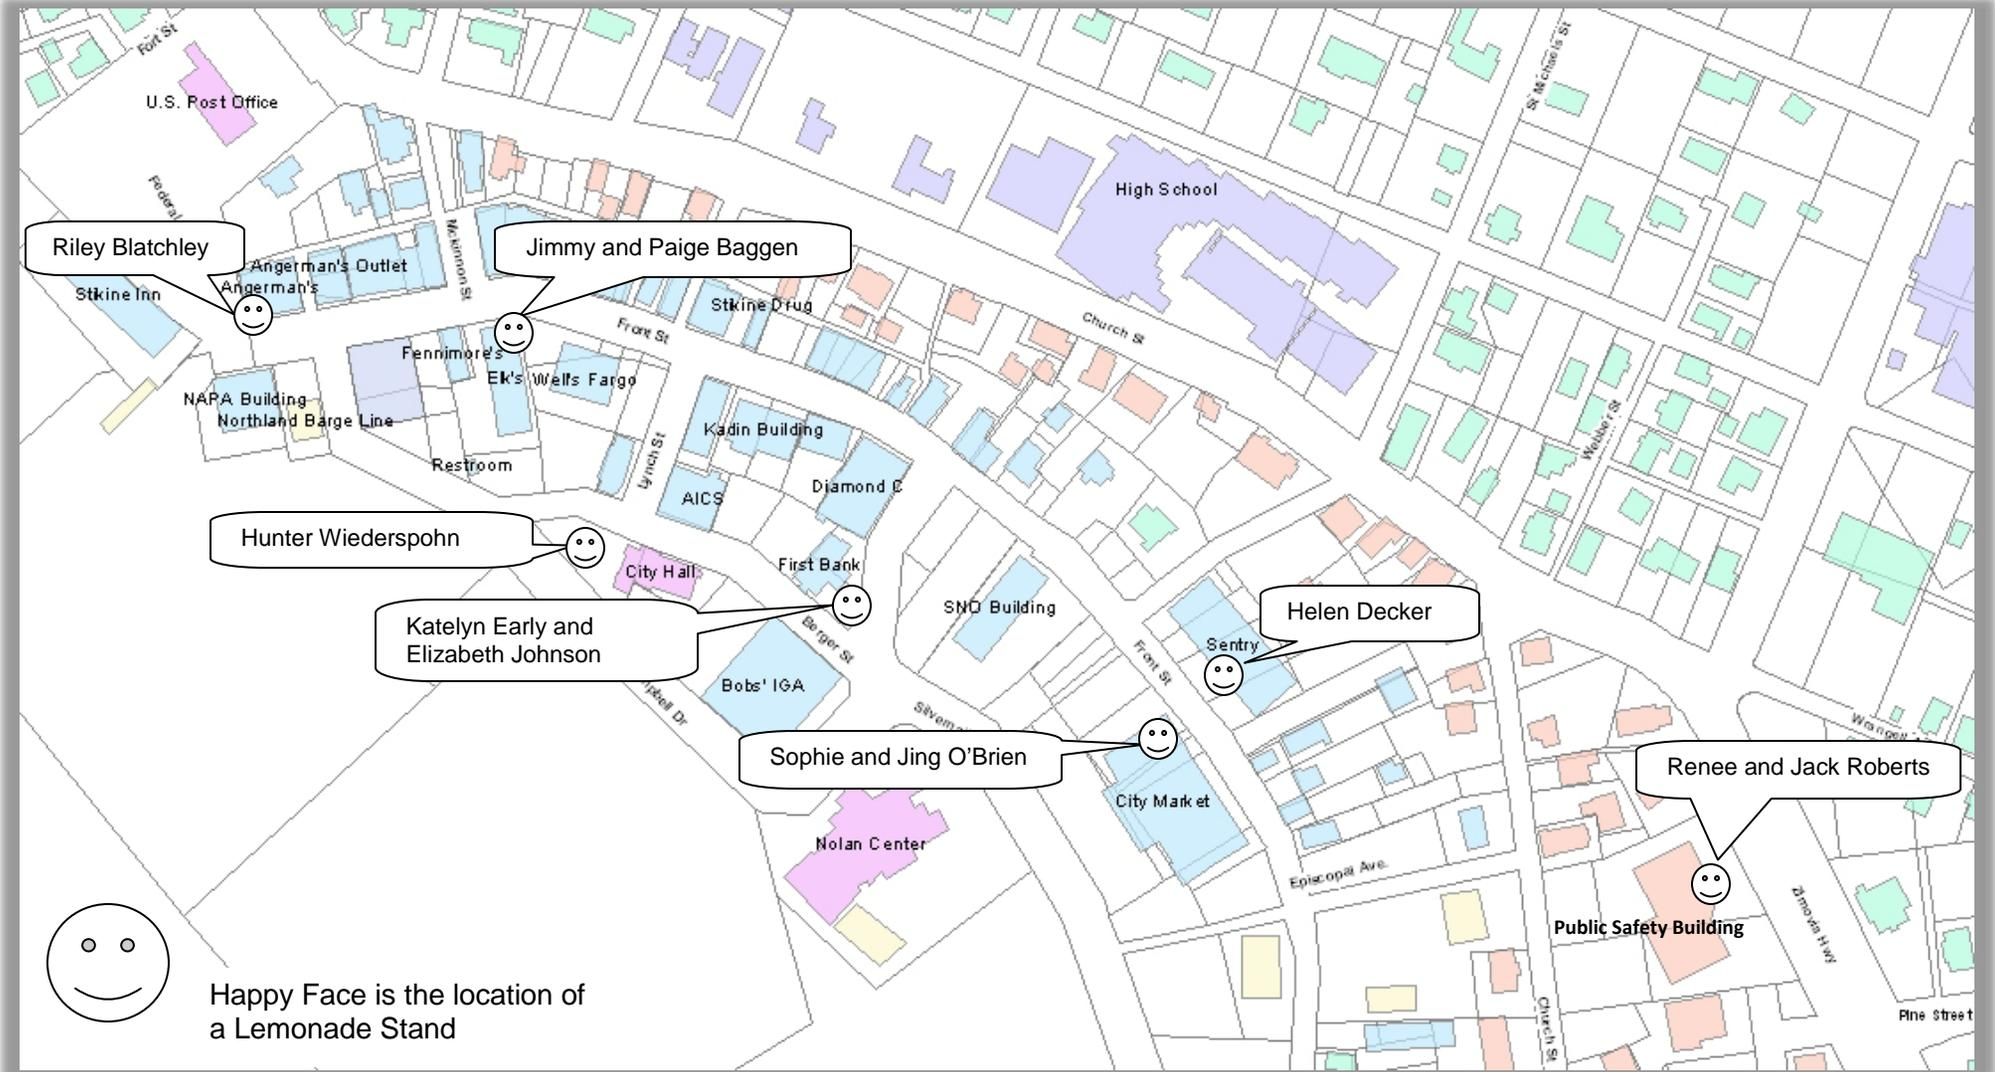 Fort St
U.S. Post Office
St Michaels St
High School
Federal
Riley Blatchley
Mckinnon St
Jimmy and Paige Baggen
Angerman's Outlet
Angerman's
Stikine Inn
Stikine Drug
Front St
Church St
Fennimore's
Elk's
Wells Fargo
NAPA Building
Northland Barge Line
Kadin Building
Webber St
Restroom
Lynch St
AICS
Diamond C
Hunter Wiederspohn
City Hall
First Bank
SNO Building
Helen Decker
Katelyn Early and
Elizabeth Johnson
Berger St
Sentry
Front St
Bobs' IGA
Dr
Sophie and Jing O'Brien
Wrangell
Renee and Jack Roberts
City Market
Nolan Center
Episcopal Ave.
Public Safety Building
Zimovia Hwy
Happy Face is the location of
a Lemonade Stand
Church St
Pine Street